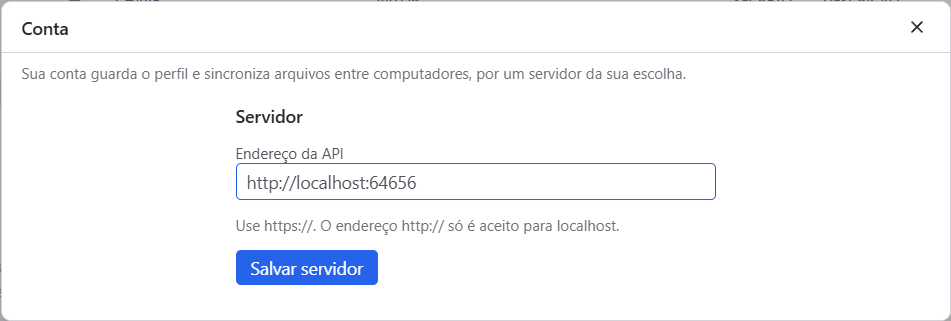 Conta
Sua conta guarda o perfil e sincroniza arquivos entre computadores, por um servidor da sua escolha.
Servidor
Endereço da API
http://localhost:64656
Use https://. O endereço http:// só é aceito para localhost.
Salvar servidor